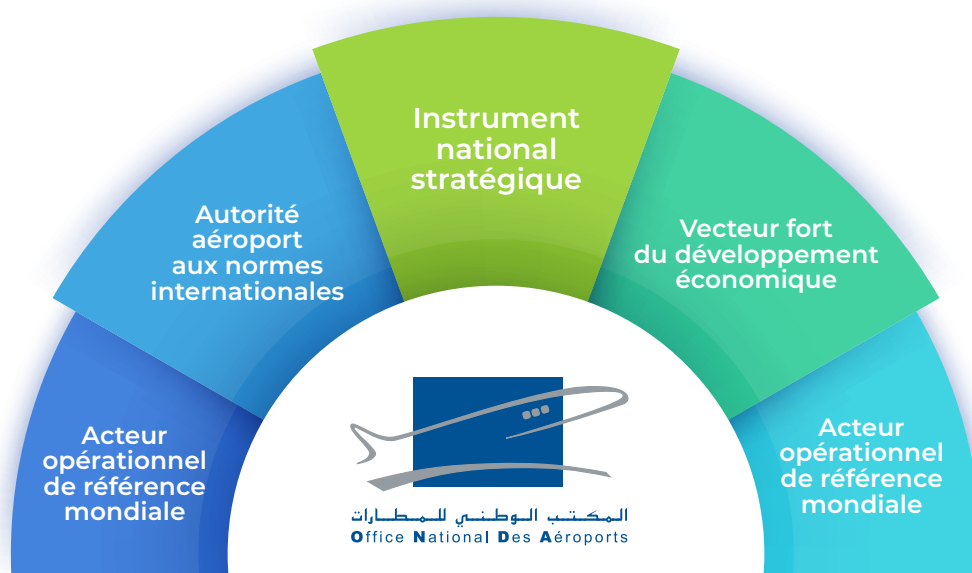 Instrument
national
stratégique
Autorité
aéroport
aux normes
internationales
Vecteur fort
du développement
économique
Acteur
opérationnel
de référence
mondiale
Acteur
opérationnel
de référence
mondiale
المكتب الوطني للمطارات
Office National Des Aéroports